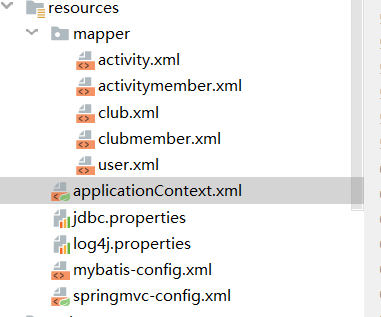 resources
mapper
activity.xml
activitymember.xml
club.xml
clubmember.xml
user.xml
applicationContext.xml
jdbc.properties
log4j.properties
mybatis-config.xml
springmvc-config.xml